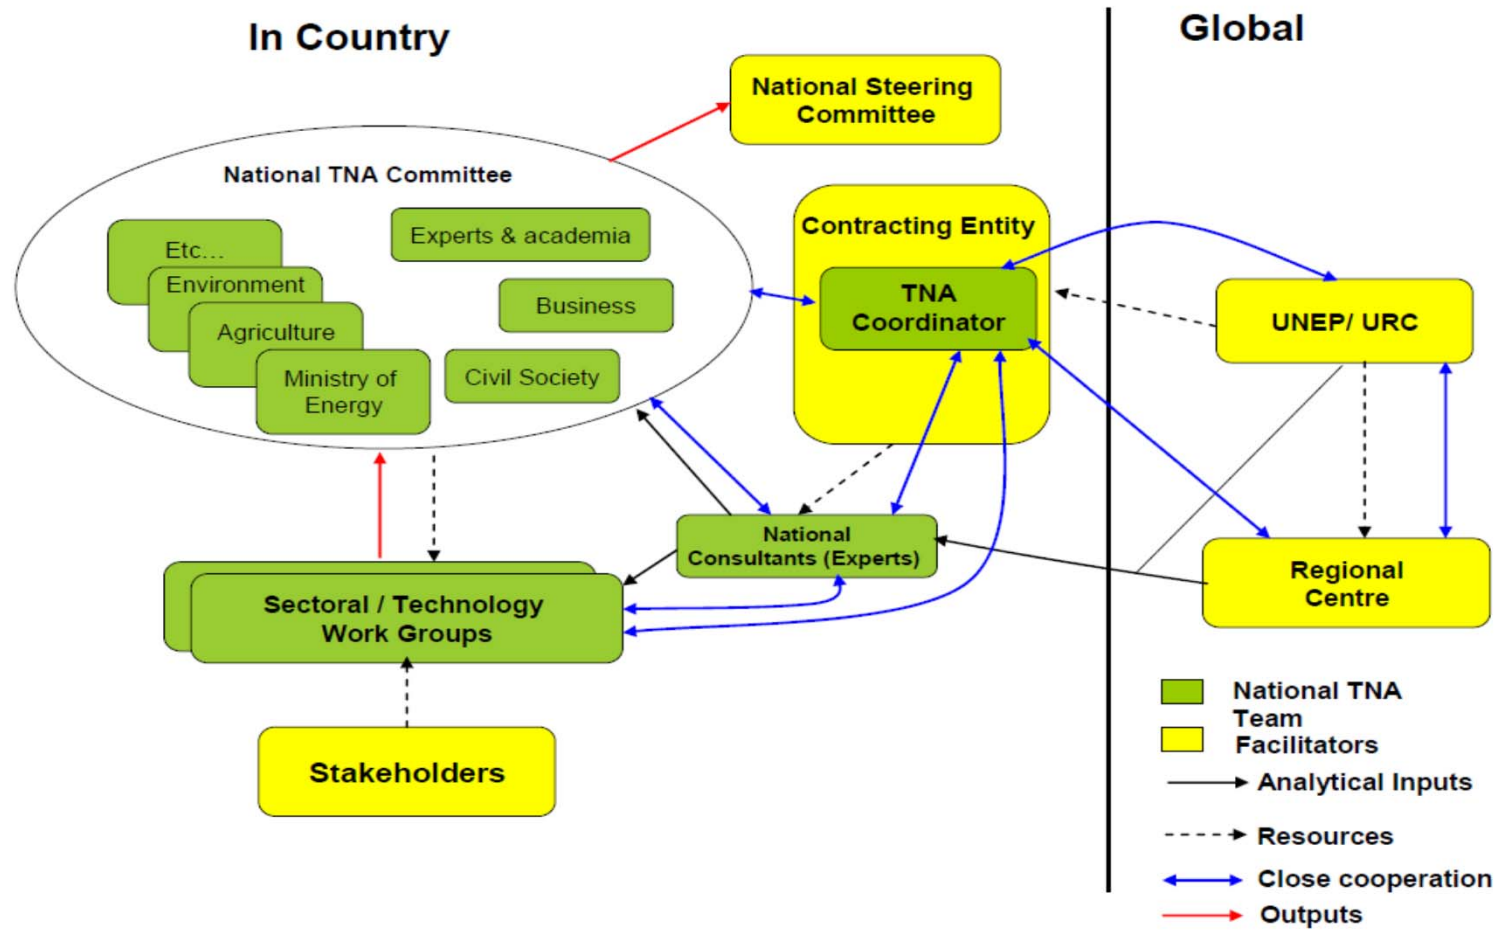 In Country
Global
National Steering
Committee
National TNA Committee
Etc...
Environment
Agriculture
Ministry of
Energy
Experts & academia
Business
Civil Society
Contracting Entity
TNA
Coordinator
UNEP/ URC
National
Consultants (Experts)
Regional
Centre
Sectoral / Technology
Work Groups
Stakeholders
National TNA
Team
Facilitators
Analytical Inputs
Resources
Close cooperation
Outputs